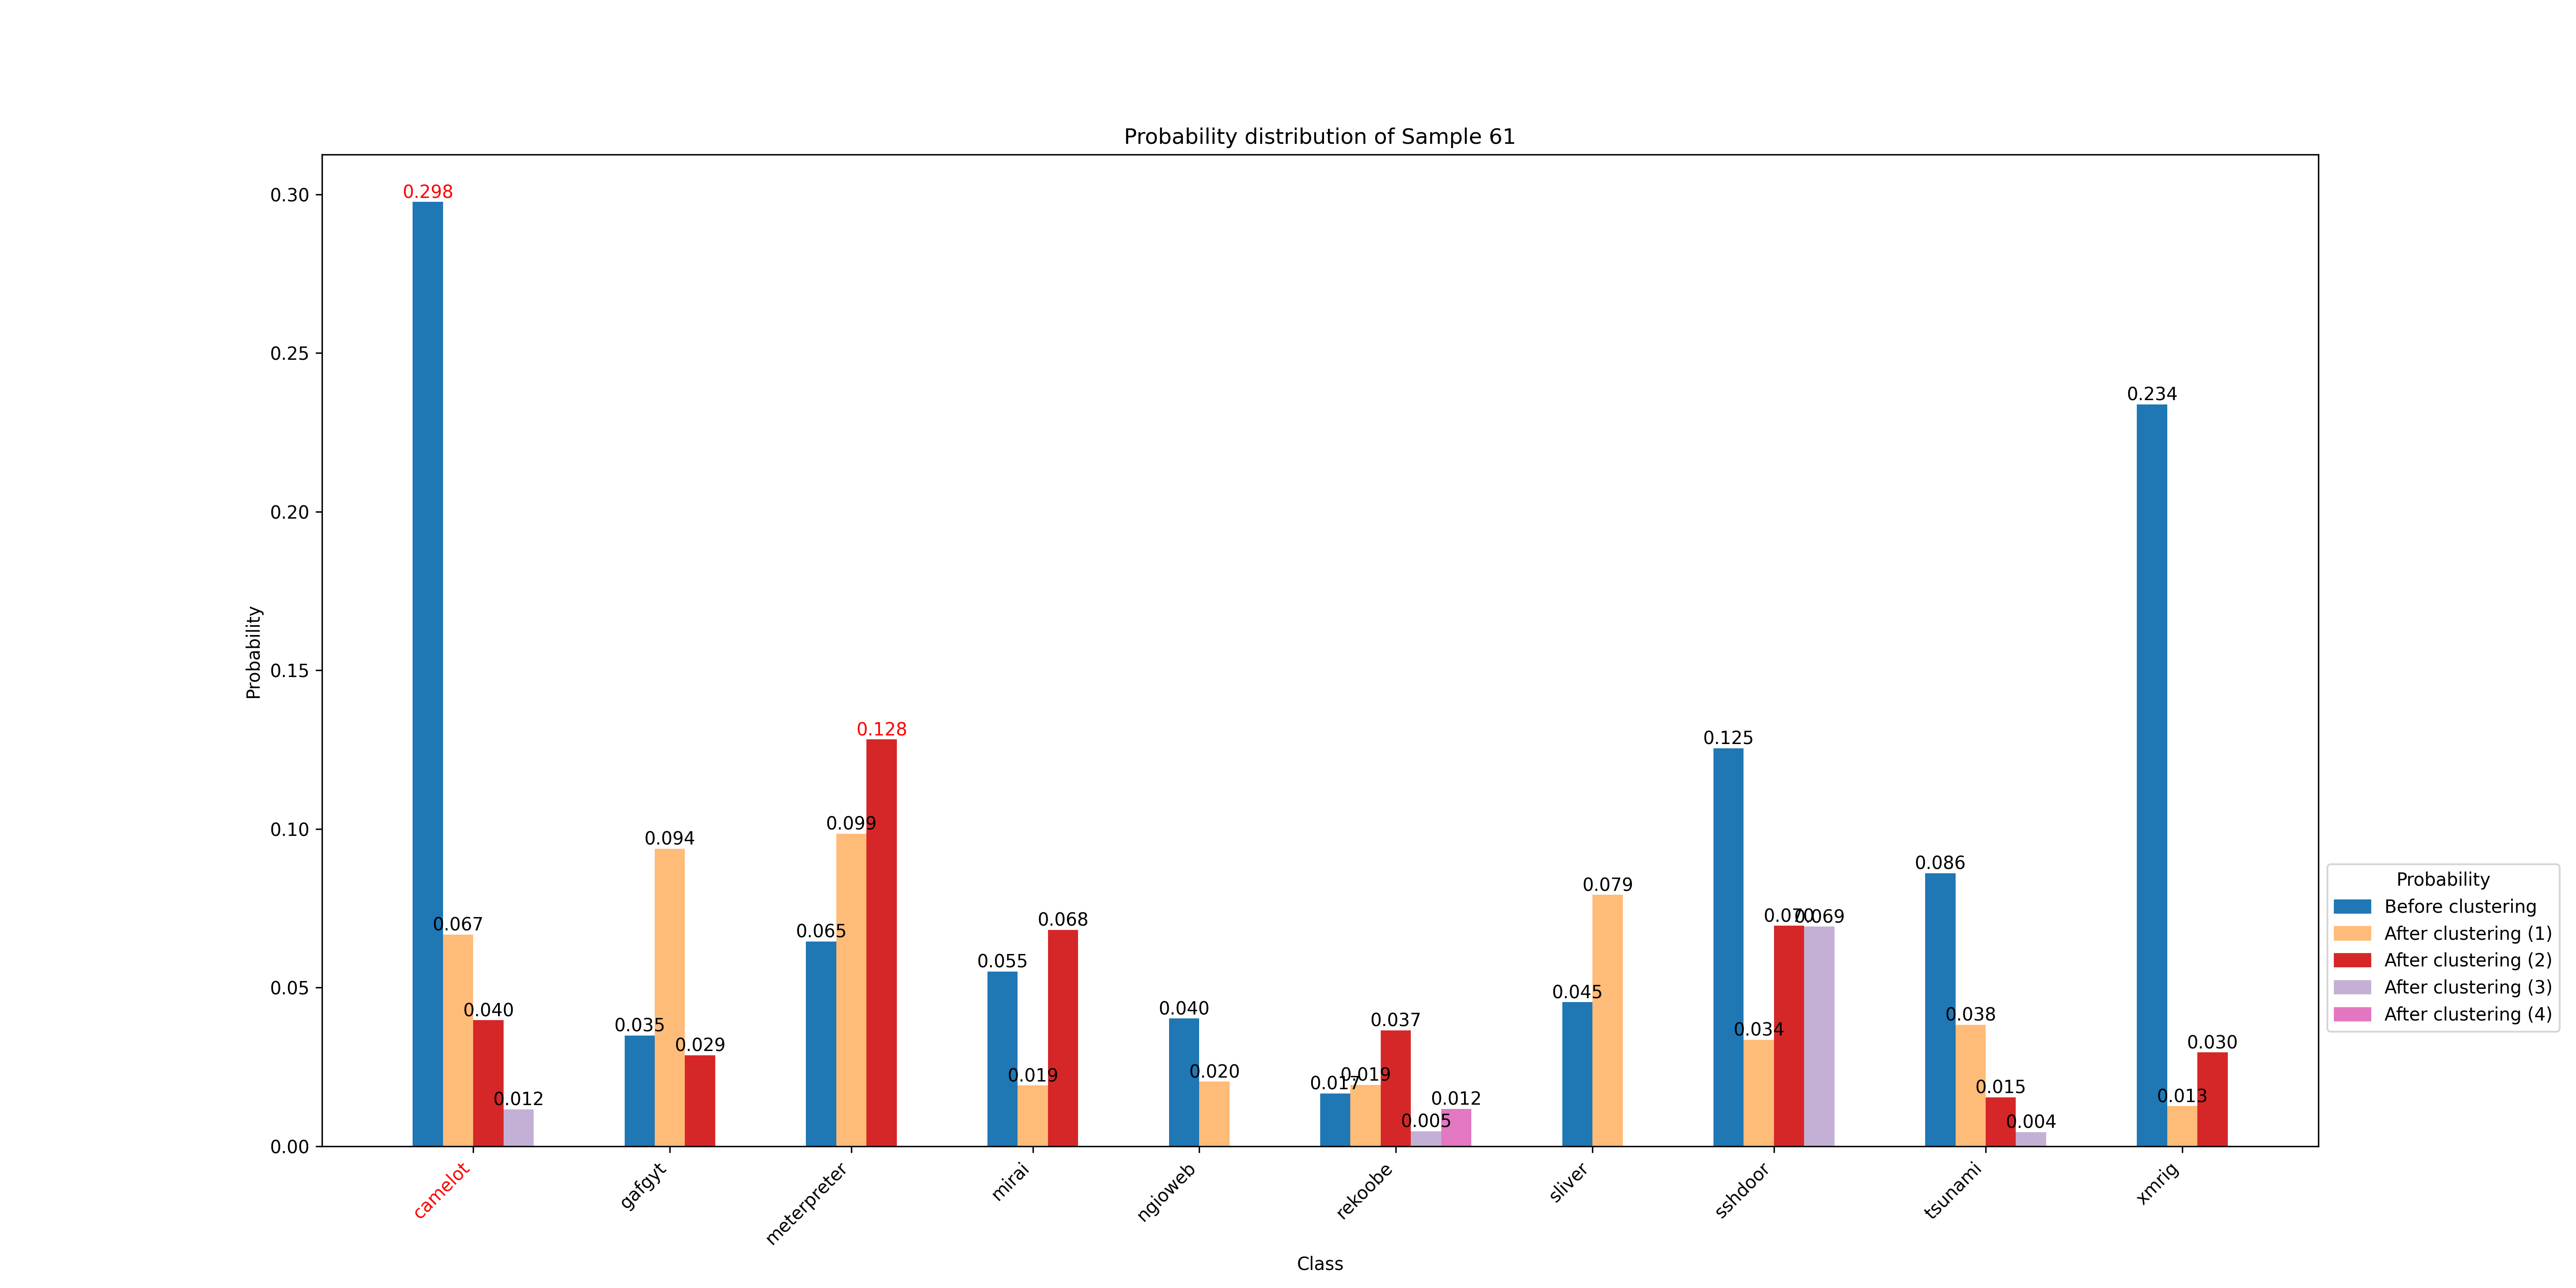 Probability distribution of Sample 61
Probability
0.30
0.25
0.20
0.15
0.10
0.05
0.00
0.298
0.067
0.040
0.012
0.035
0.094
0.029
0.065
0.099
0.128
0.055
0.019
0.068
0.040
0.020
0.017
0.019
0.037
0.005
0.012
0.045
0.079
0.125
0.034
0.070
0.069
0.086
0.038
0.015
0.004
0.234
0.013
0.030
camelot
gafgyt
meterpreter
mirai
ngioweb
rekoobe
sliver
sshdoor
tsunami
xmrig
Class
Probability
Before clustering
After clustering (1)
After clustering (2)
After clustering (3)
After clustering (4)